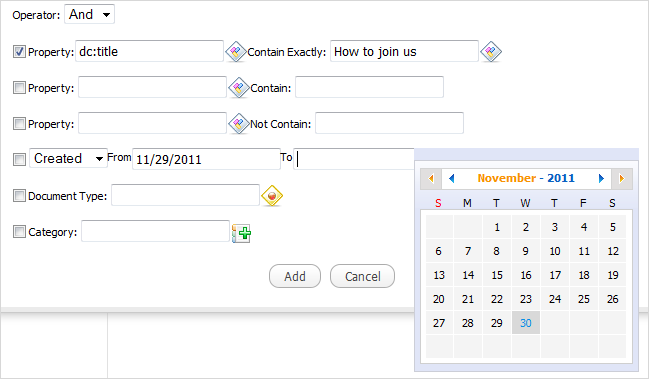 Operator: And
Property: dc:title Contain Exactly: How to join us
Property: Contain:
Property: Not Contain:
Created From 11/29/2011 To
November - 2011
S M T W T F S
1 2 3 4 5
6 7 8 9 10 11 12
13 14 15 16 17 18 19
20 21 22 23 24 25 26
27 28 29 30
Document Type:
Category:
Add Cancel